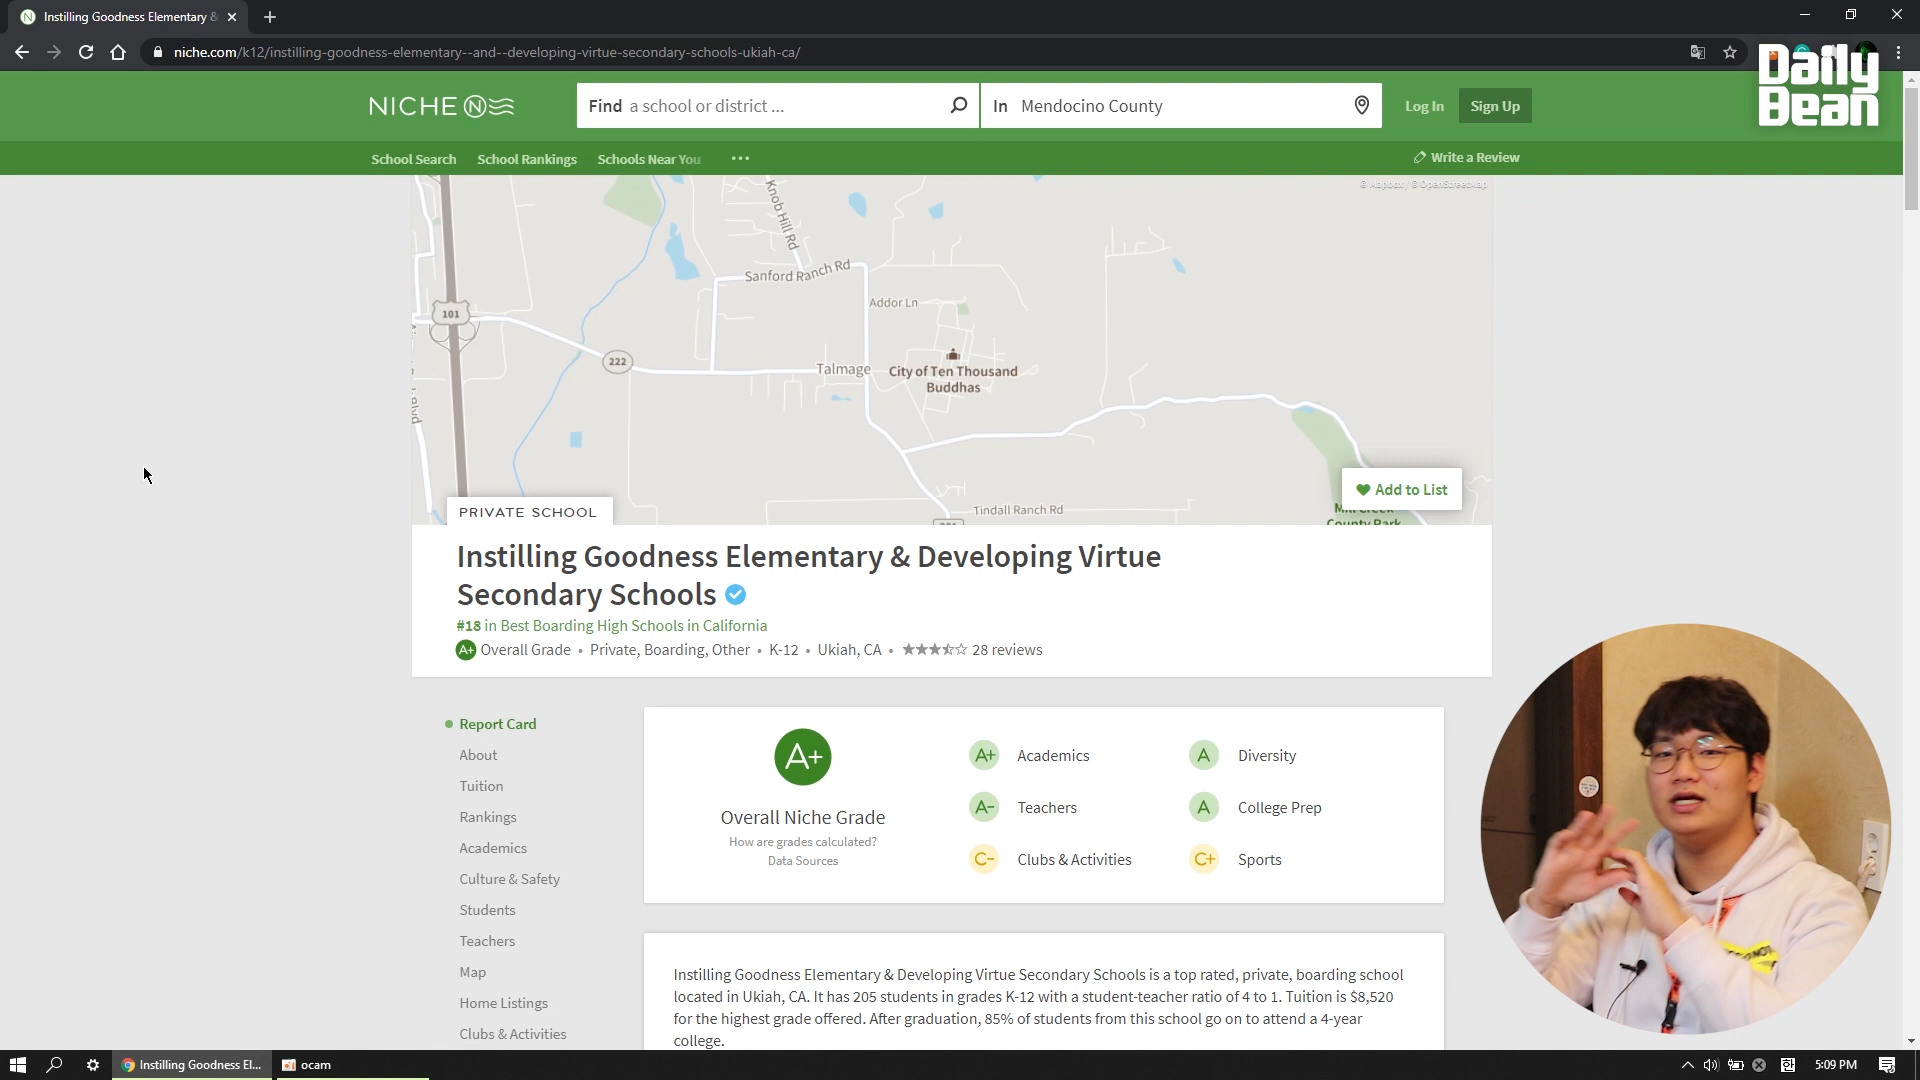 Instilling Goodness Elementary &
niche.com/k12/instilling-goodness-elementary--and--developing-virtue-secondary-schools-ukiah-ca/
Daily
Bean
NICHE
Find a school or district ...
In Mendocino County
Log In
Sign Up
School Search
School Rankings
Schools Near You
Write a Review
© Mapbox / © OpenStreetMap
Knob Hill Rd
Sanford Ranch Rd
Addor Ln
101
222
Talmage
City of Ten Thousand
Buddhas
Tindall Ranch Rd
Add to List
Mill Creek
County Park
PRIVATE SCHOOL
Instilling Goodness Elementary & Developing Virtue
Secondary Schools
#18 in Best Boarding High Schools in California
A+ Overall Grade • Private, Boarding, Other • K-12 • Ukiah, CA • 28 reviews
Report Card
About
Tuition
Rankings
Academics
Culture & Safety
Students
Teachers
Map
Home Listings
Clubs & Activities
A+
Overall Niche Grade
How are grades calculated?
Data Sources
A+ Academics
A Diversity
A- Teachers
A College Prep
C- Clubs & Activities
C+ Sports
Instilling Goodness Elementary & Developing Virtue Secondary Schools is a top rated, private, boarding school
located in Ukiah, CA. It has 205 students in grades K-12 with a student-teacher ratio of 4 to 1. Tuition is $8,520
for the highest grade offered. After graduation, 85% of students from this school go on to attend a 4-year
college.
Instilling Goodness El...
ocam
5:09 PM